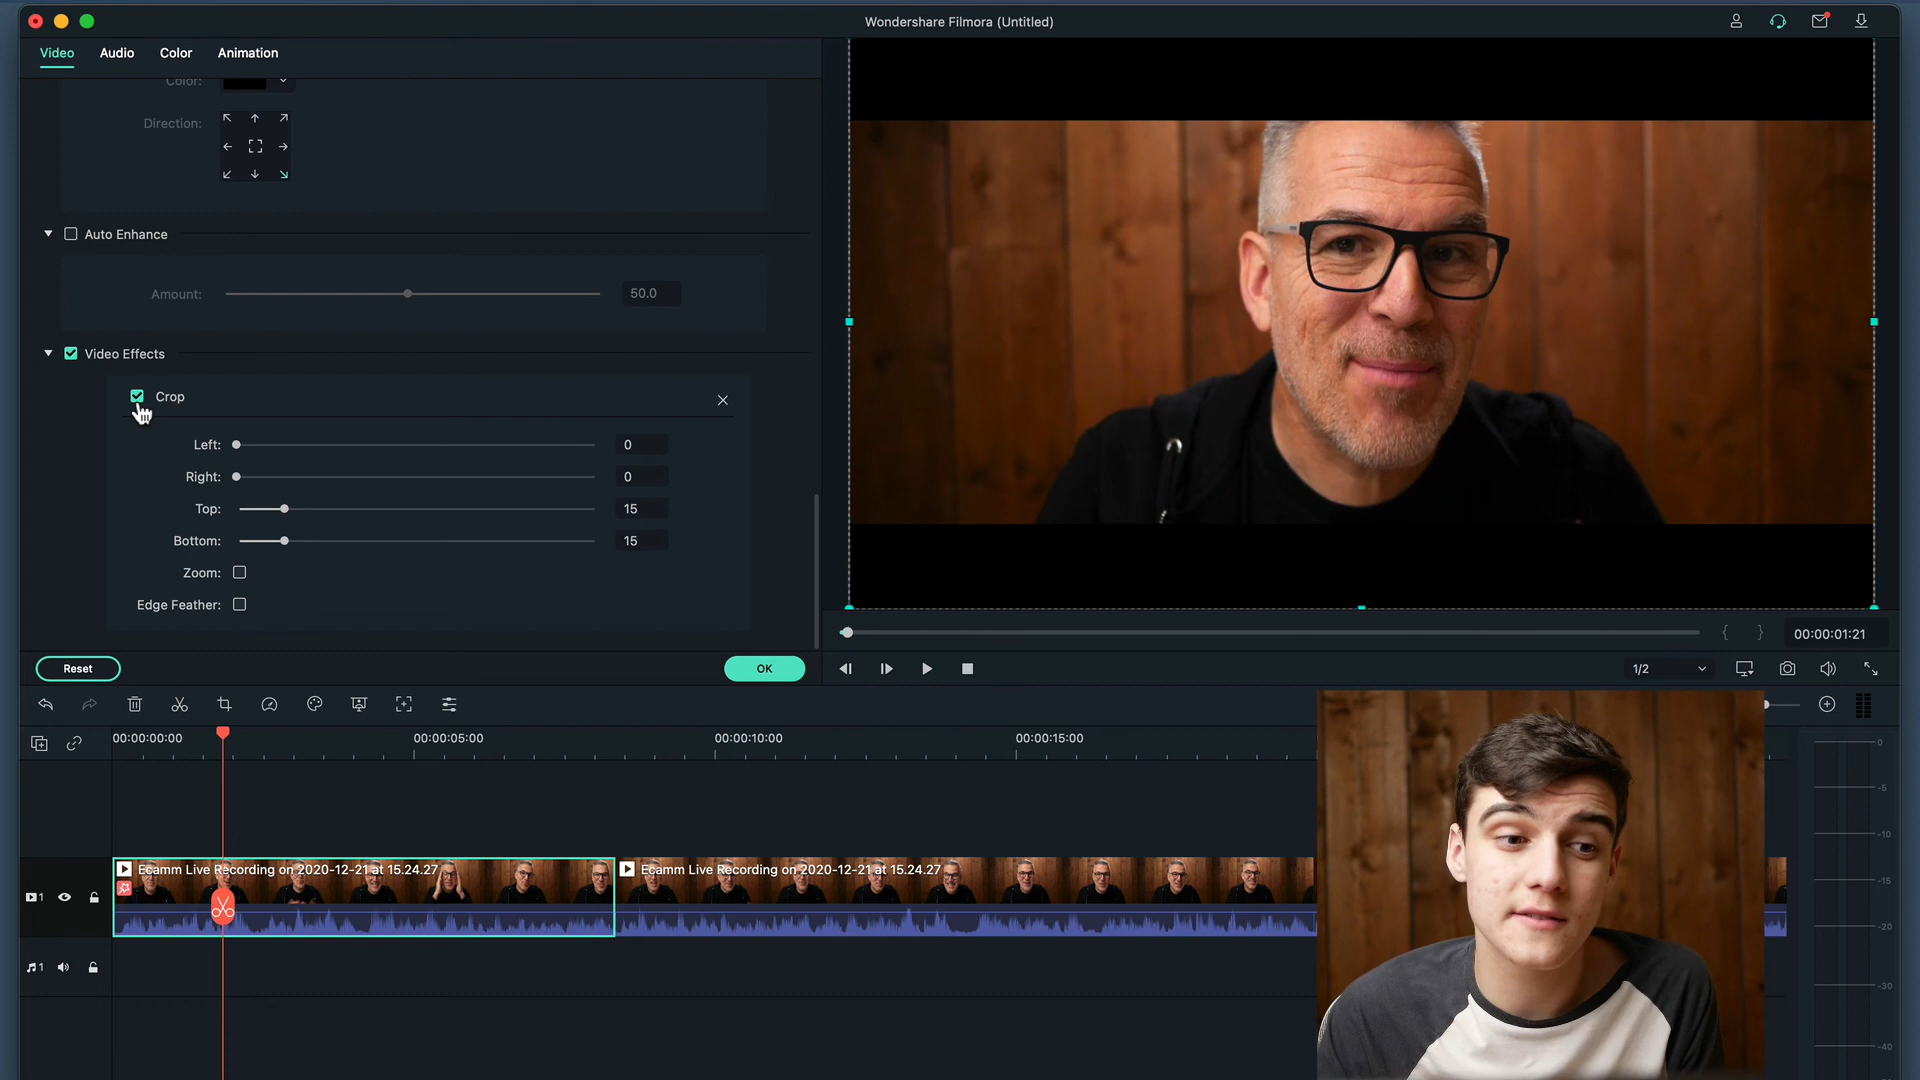 Wondershare Filmora (Untitled)
Video Audio Color Animation
Color:
Direction:
Auto Enhance
Amount: 50.0
Video Effects
Crop
Left: 0
Right: 0
Top: 15
Bottom: 15
Zoom:
Edge Feather:
Reset OK
{ } 00:00:01:21
1/2
00:00:00:00 00:00:05:00 00:00:10:00 00:00:15:00
Ecamm Live Recording on 2020-12-21 at 15.24.27 Ecamm Live Recording on 2020-12-21 at 15.24.27
1
1
0
-5
-10
-15
-20
-30
-40